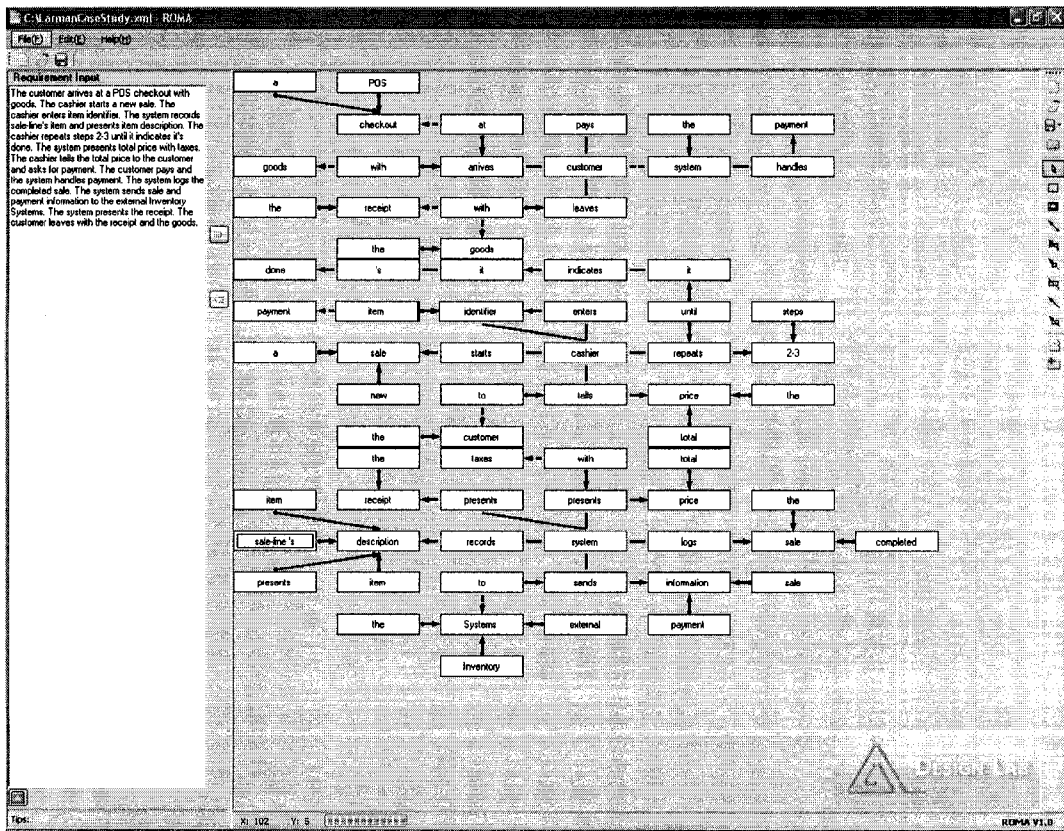 C:\LarmanCaseStudy.xml - ROMA
File(F) Edit(E) Help(H)
Requirement Input
The customer arrives at a POS checkout with
goods. The cashier starts a new sale. The
cashier enters item identifier. The system records
sale-line's item and presents item description. The
cashier repeats steps 2-3 until it indicates it's
done. The system presents total price with taxes.
The cashier tells the total price to the customer
and asks for payment. The customer pays and
the system handles payment. The system logs the
completed sale. The system sends sale and
payment information to the external Inventory
Systems. The system presents the receipt. The
customer leaves with the receipt and the goods.
a POS
checkout at pays the payment
goods with arrives customer system handles
the receipt with leaves
the goods
done 's it indicates it
payment item identifier enters until steps
a sale starts cashier repeats 2-3
new to tells price the
the customer total
the taxes with total
item receipt presents presents price the
sale-line 's description records system logs sale completed
presents item to sends information sale
the Systems external payment
Inventory
DESIGN LAB
Tips:
X: 102 Y: 5
ROMA V1.0